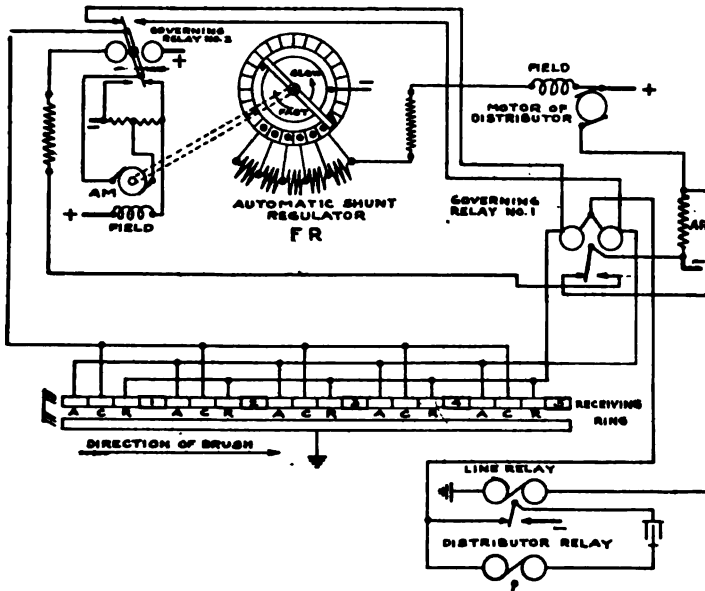 GOVERNING
RELAY NO. 2
+
−
SLOW
FAST
−
−
AM
+
FIELD
AUTOMATIC SHUNT
REGULATOR
FR
FIELD
+
MOTOR OF
DISTRIBUTOR
GOVERNING
RELAY NO. 1
AR
−
A C R 1 A C R 2 A C R 3 A C R 4 A C R 5
RECEIVING
RING
DIRECTION OF BRUSH
LINE RELAY
−
DISTRIBUTOR RELAY
+